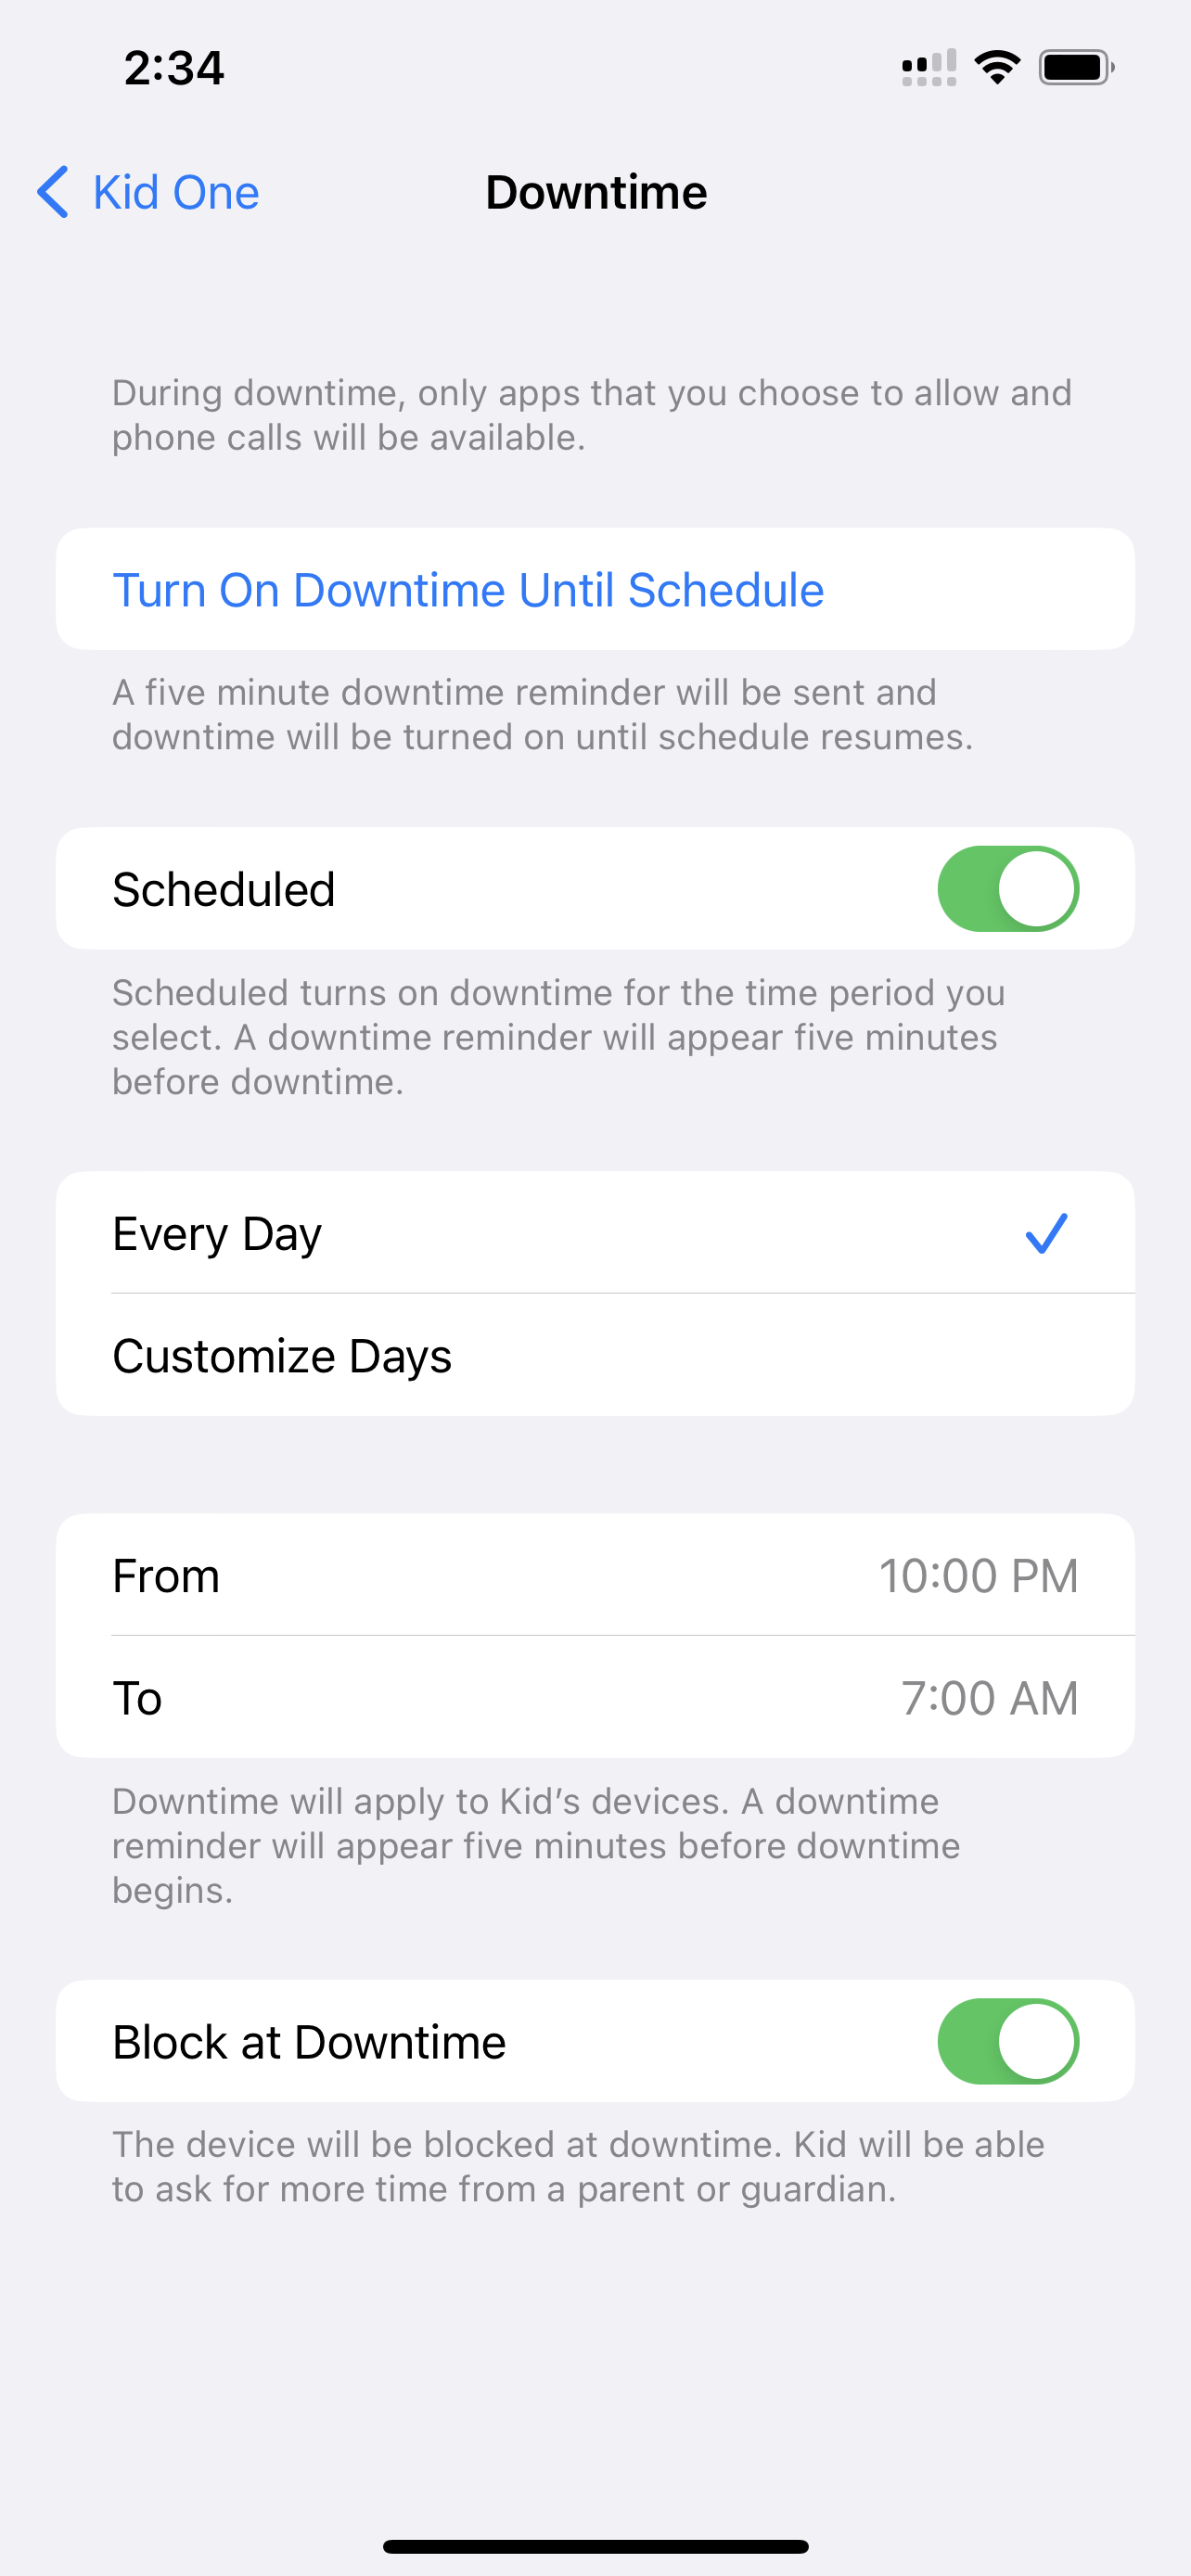 2:34
Kid One
Downtime
During downtime, only apps that you choose to allow and
phone calls will be available.
Turn On Downtime Until Schedule
A five minute downtime reminder will be sent and
downtime will be turned on until schedule resumes.
Scheduled
Scheduled turns on downtime for the time period you
select. A downtime reminder will appear five minutes
before downtime.
Every Day
Customize Days
From 10:00 PM
To 7:00 AM
Downtime will apply to Kid’s devices. A downtime
reminder will appear five minutes before downtime
begins.
Block at Downtime
The device will be blocked at downtime. Kid will be able
to ask for more time from a parent or guardian.